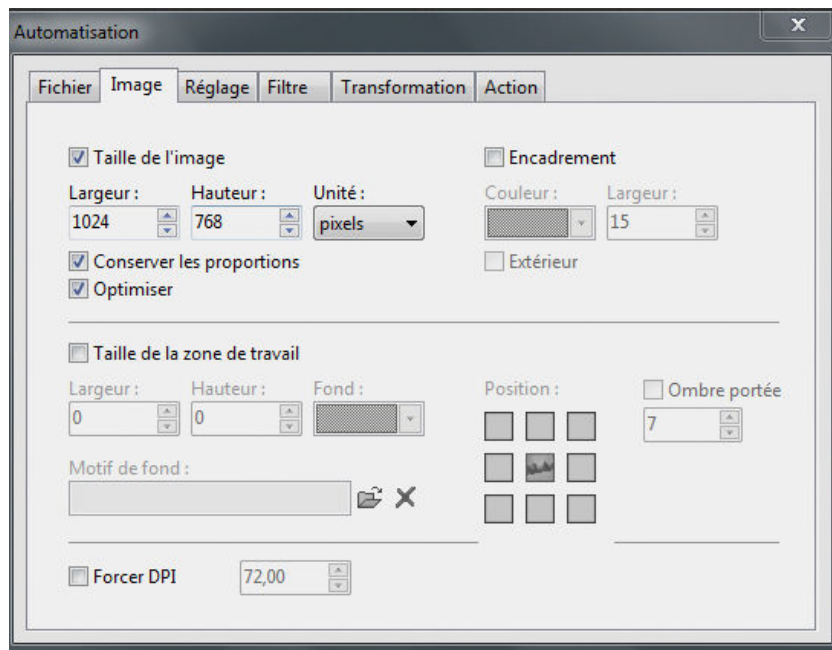 Automatisation
Fichier Image Réglage Filtre Transformation Action
Taille de l'image Encadrement
Largeur : Hauteur : Unité : Couleur : Largeur :
1024 768 pixels 15
Conserver les proportions Extérieur
Optimiser
Taille de la zone de travail
Largeur : Hauteur : Fond : Position : Ombre portée
0 0 7
Motif de fond :
Forcer DPI 72,00